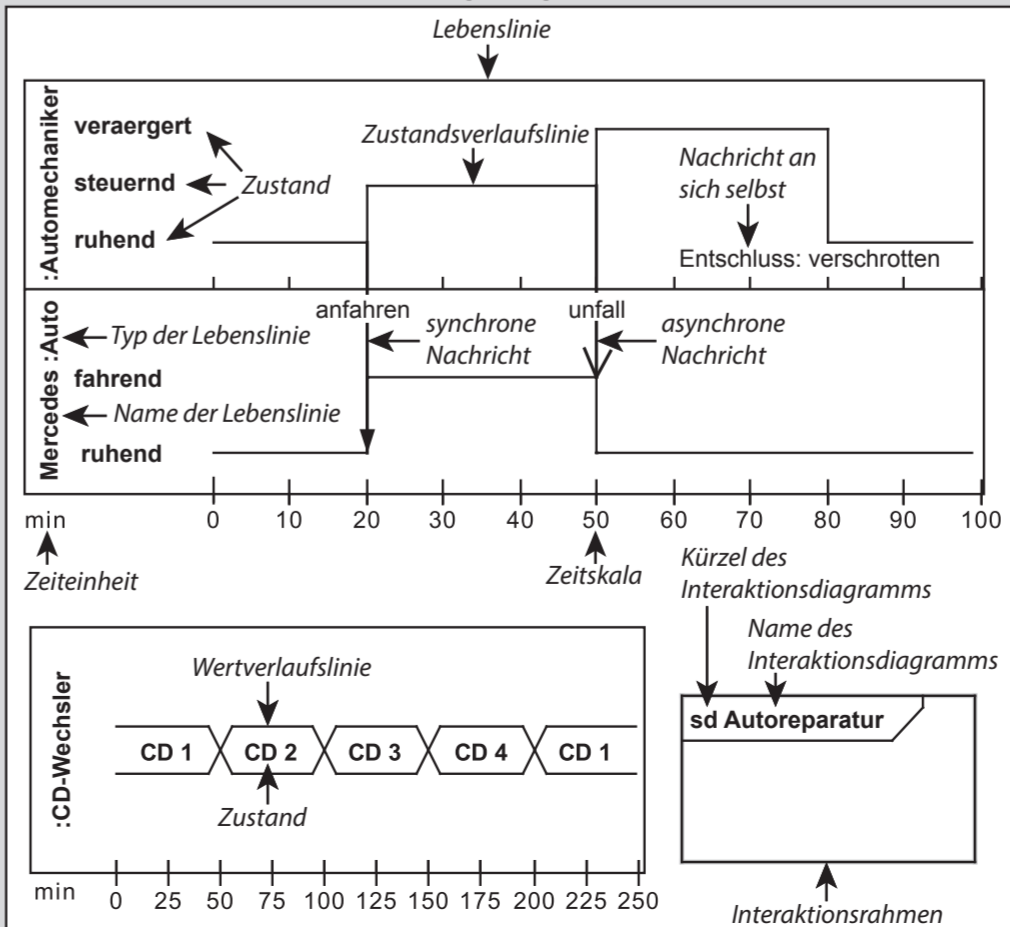 Lebenslinie
:Automechaniker
veraergert
steuernd
ruhend
Zustand
Zustandsverlaufslinie
Nachricht an
sich selbst
Entschluss: verschrotten
Mercedes :Auto
anfahren
unfall
Typ der Lebenslinie
synchrone
Nachricht
asynchrone
Nachricht
fahrend
Name der Lebenslinie
ruhend
min 0 10 20 30 40 50 60 70 80 90 100
Zeiteinheit
Zeitskala
Kürzel des
Interaktionsdiagramms
Name des
Interaktionsdiagramms
:CD-Wechsler
Wertverlaufslinie
CD 1 CD 2 CD 3 CD 4 CD 1
Zustand
min 0 25 50 75 100 125 150 175 200 225 250
sd Autoreparatur
Interaktionsrahmen